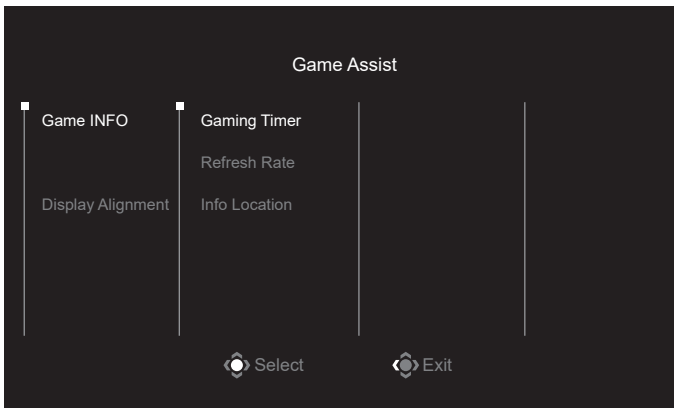 Game Assist
Game INFO
Gaming Timer
Refresh Rate
Display Alignment
Info Location
Select
Exit